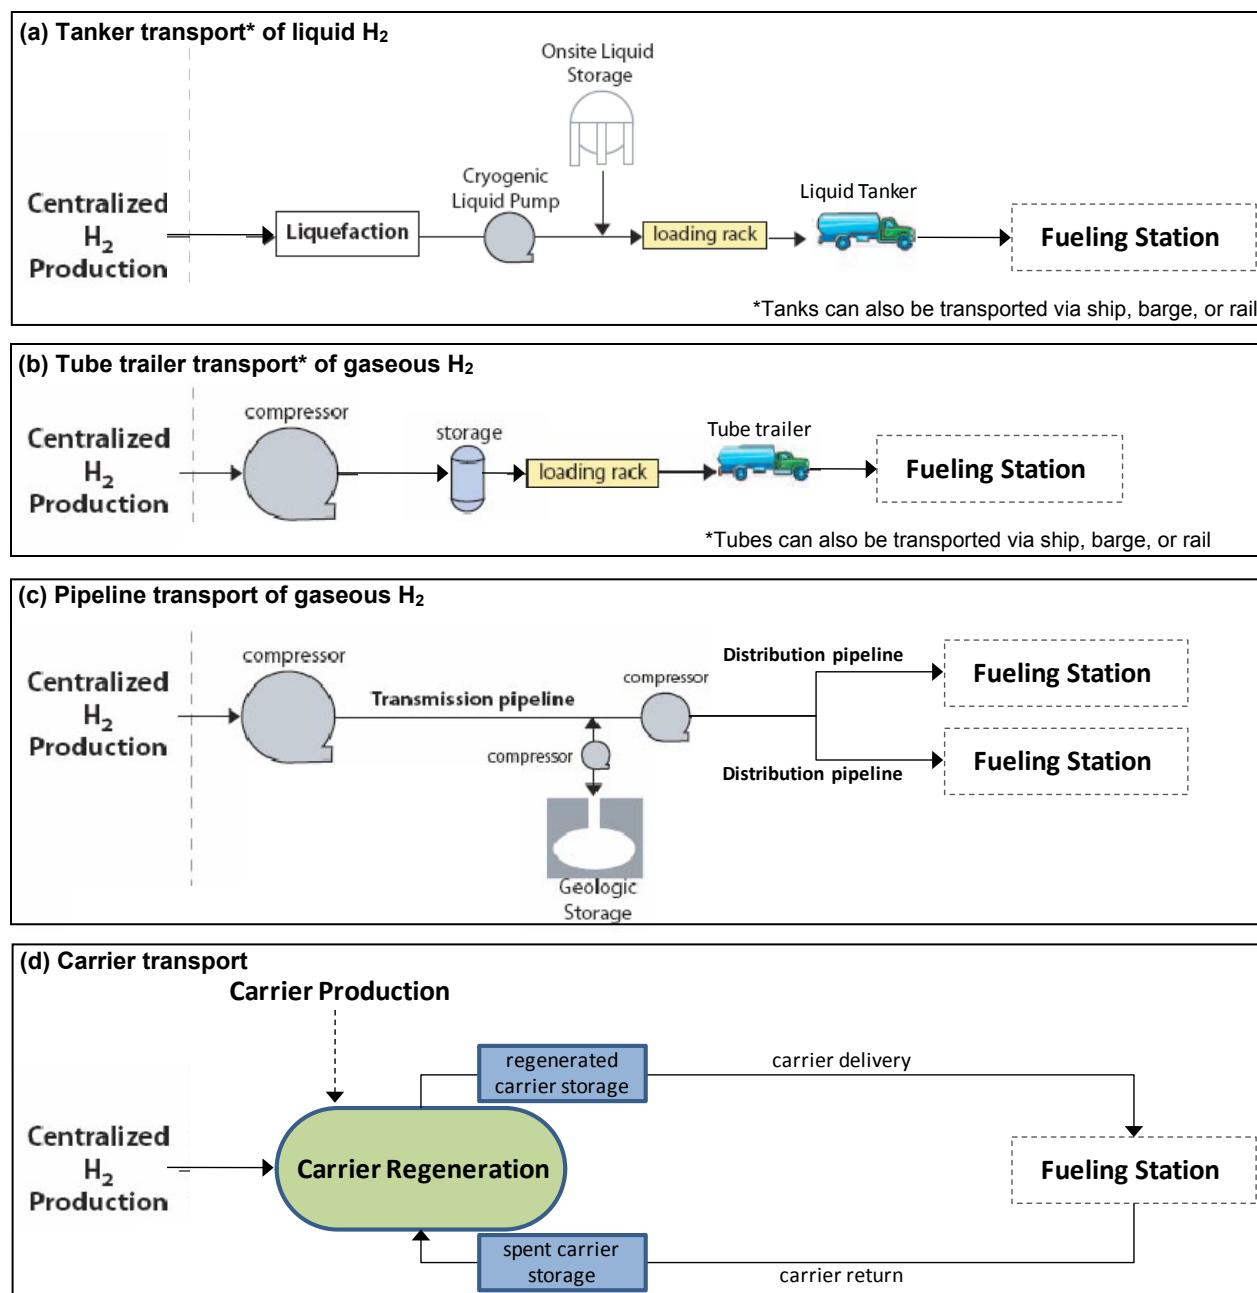 (a) Tanker transport* of liquid H₂
Onsite Liquid
Storage
Cryogenic
Liquid Pump
Liquid Tanker
Centralized
H₂
Production
Liquefaction
loading rack
Fueling Station
*Tanks can also be transported via ship, barge, or rail
(b) Tube trailer transport* of gaseous H₂
compressor
storage
Tube trailer
Centralized
H₂
Production
loading rack
Fueling Station
*Tubes can also be transported via ship, barge, or rail
(c) Pipeline transport of gaseous H₂
compressor
Distribution pipeline
Fueling Station
Centralized
H₂
Production
Transmission pipeline
compressor
compressor
Distribution pipeline
Fueling Station
Geologic
Storage
(d) Carrier transport
Carrier Production
regenerated
carrier storage
carrier delivery
Centralized
H₂
Production
Carrier Regeneration
Fueling Station
spent carrier
storage
carrier return